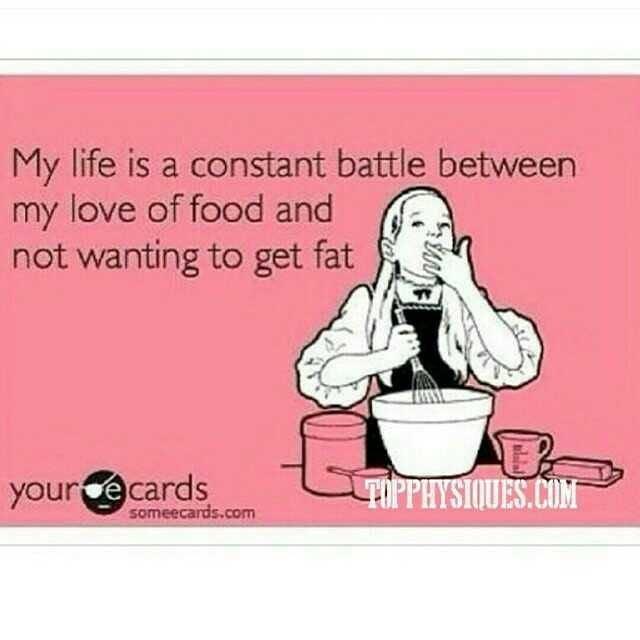 My life is a constant battle between
my love of food and
not wanting to get fat
your e cards
someecards.com
TOPPHYSIQUES.COM